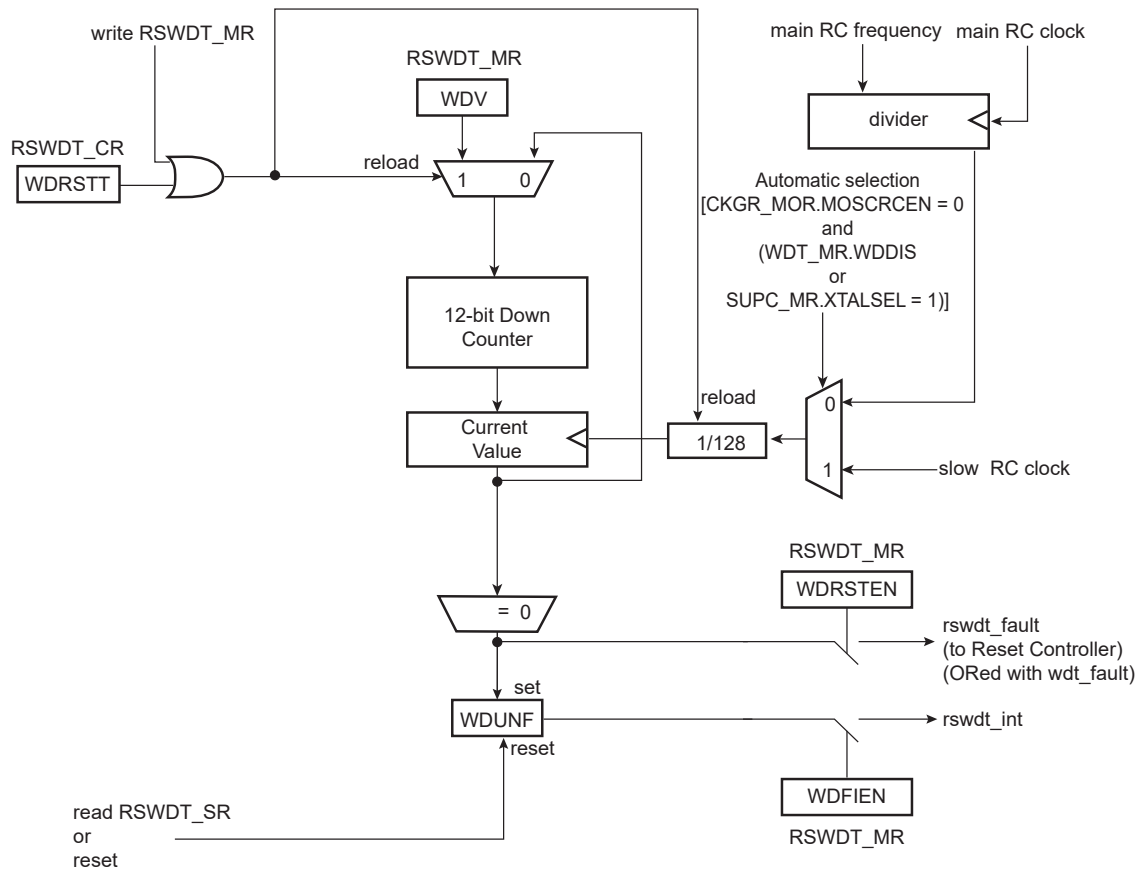 write RSWDT_MR
main RC frequency
main RC clock
RSWDT_MR
WDV
divider
RSWDT_CR
WDRSTT
reload
1 0
Automatic selection
[CKGR_MOR.MOSCRCEN = 0
and
(WDT_MR.WDDIS
or
SUPC_MR.XTALSEL = 1)]
12-bit Down
Counter
reload
0
Current
Value
1/128
1
slow RC clock
RSWDT_MR
WDRSTEN
= 0
rswdt_fault
(to Reset Controller)
(ORed with wdt_fault)
set
WDUNF
rswdt_int
reset
WDFIEN
RSWDT_MR
read RSWDT_SR
or
reset